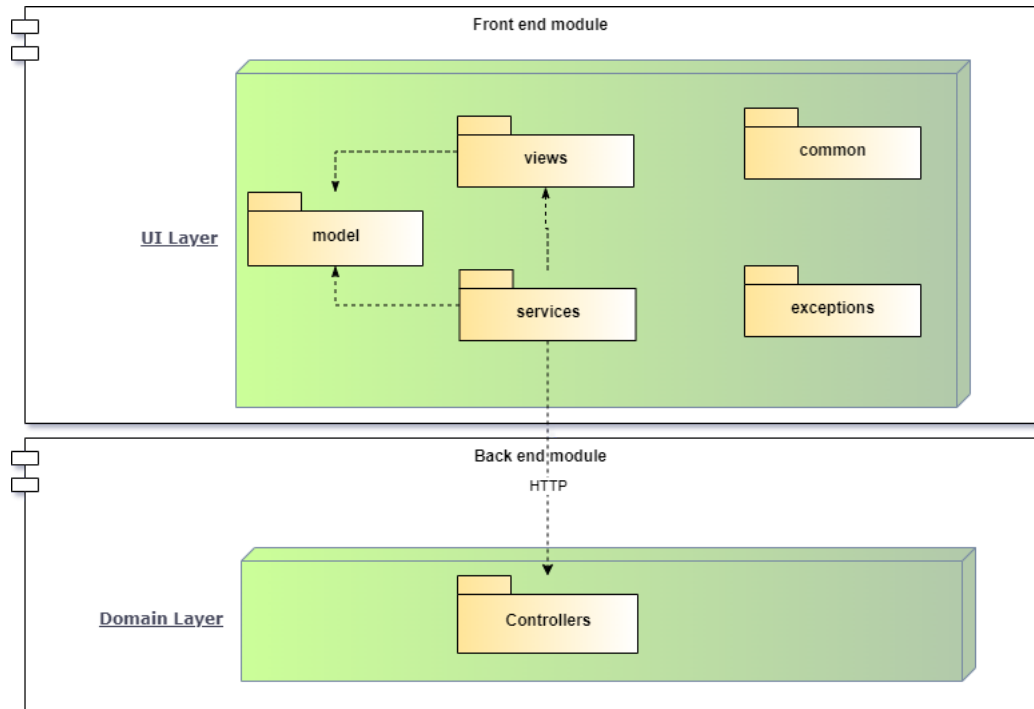 Front end module
views
common
model
UI Layer
services
exceptions
Back end module
HTTP
Domain Layer
Controllers